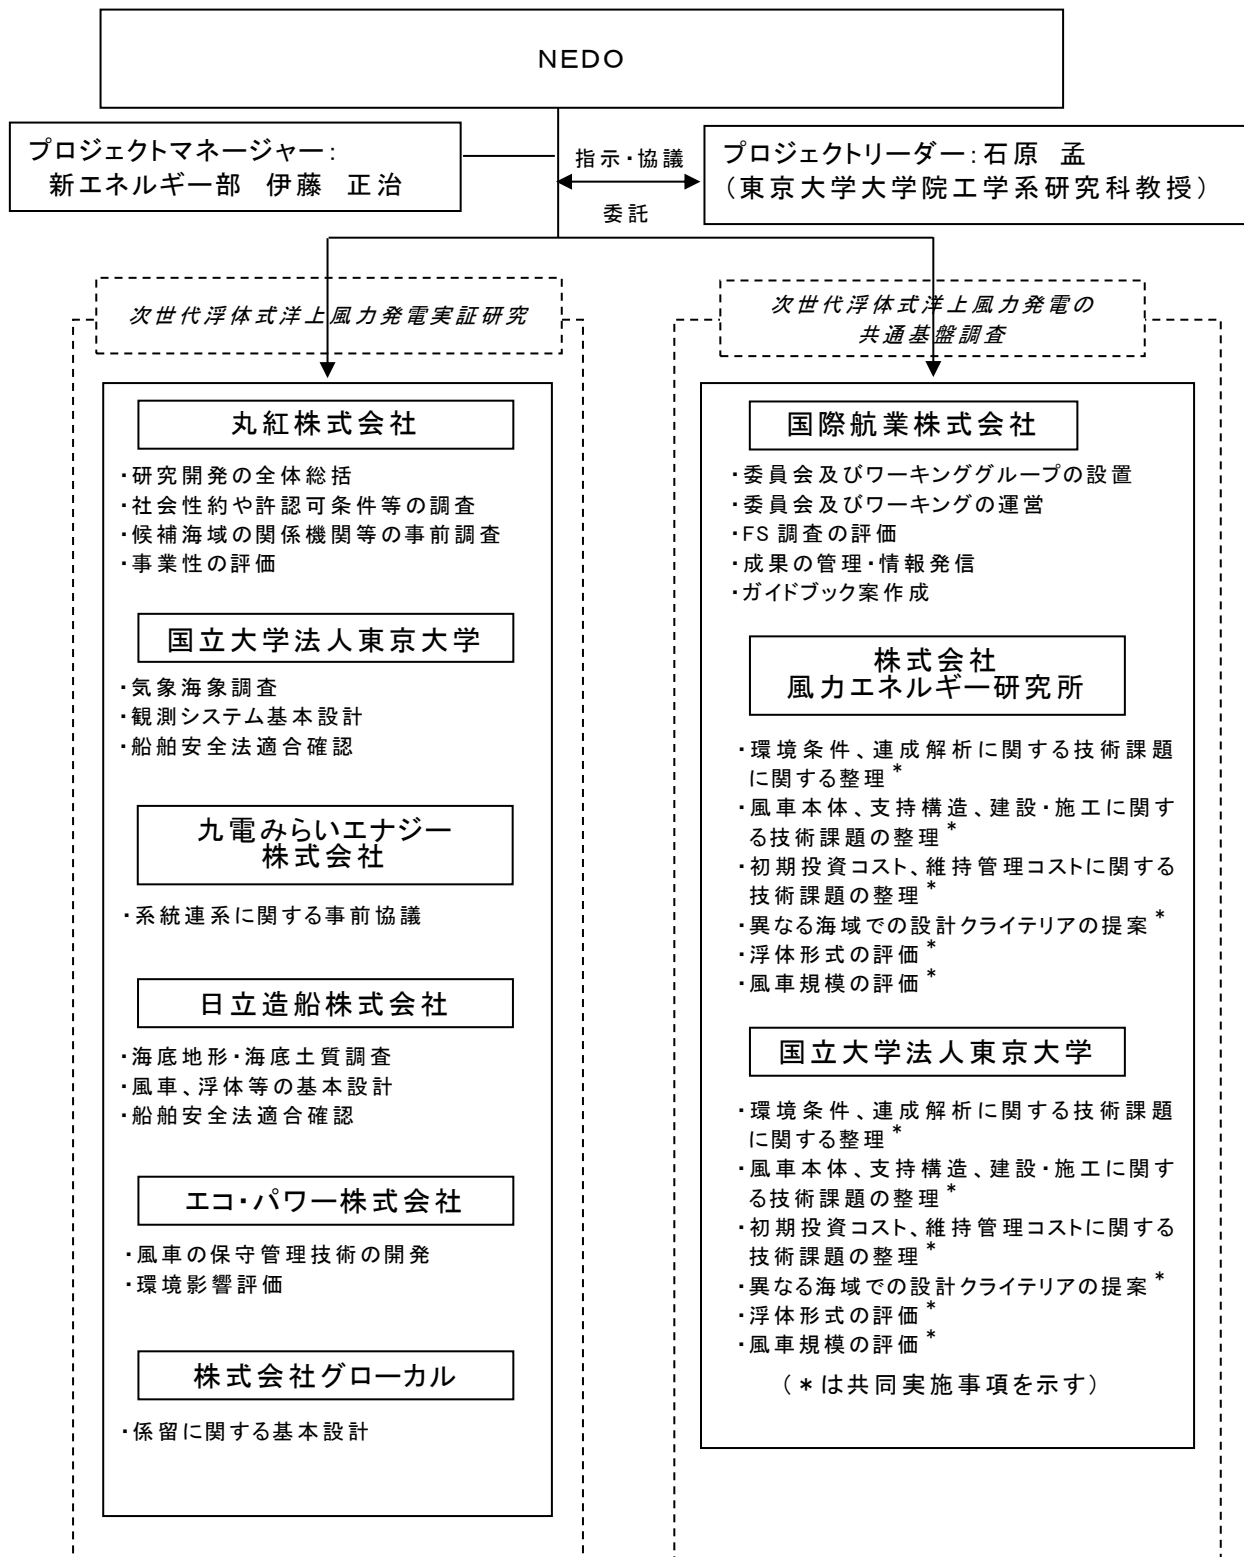 NEDO
プロジェクトマネージャー：
新エネルギー部 伊藤 正治
指示・協議
委託
プロジェクトリーダー：石原 孟
（東京大学大学院工学系研究科教授）
次世代浮体式洋上風力発電実証研究
丸紅株式会社
・研究開発の全体総括
・社会性約や許認可条件等の調査
・候補海域の関係機関等の事前調査
・事業性の評価
国立大学法人東京大学
・気象海象調査
・観測システム基本設計
・船舶安全法適合確認
九電みらいエナジー
株式会社
・系統連系に関する事前協議
日立造船株式会社
・海底地形・海底土質調査
・風車、浮体等の基本設計
・船舶安全法適合確認
エコ・パワー株式会社
・風車の保守管理技術の開発
・環境影響評価
株式会社グローカル
・係留に関する基本設計
次世代浮体式洋上風力発電の
共通基盤調査
国際航業株式会社
・委員会及びワーキンググループの設置
・委員会及びワーキングの運営
・FS 調査の評価
・成果の管理・情報発信
・ガイドブック案作成
株式会社
風力エネルギー研究所
・環境条件、連成解析に関する技術課題
に関する整理*
・風車本体、支持構造、建設・施工に関す
る技術課題の整理*
・初期投資コスト、維持管理コストに関する
技術課題の整理*
・異なる海域での設計クライテリアの提案*
・浮体形式の評価*
・風車規模の評価*
国立大学法人東京大学
・環境条件、連成解析に関する技術課題
に関する整理*
・風車本体、支持構造、建設・施工に関す
る技術課題の整理*
・初期投資コスト、維持管理コストに関する
技術課題の整理*
・異なる海域での設計クライテリアの提案*
・浮体形式の評価*
・風車規模の評価*
（＊は共同実施事項を示す）